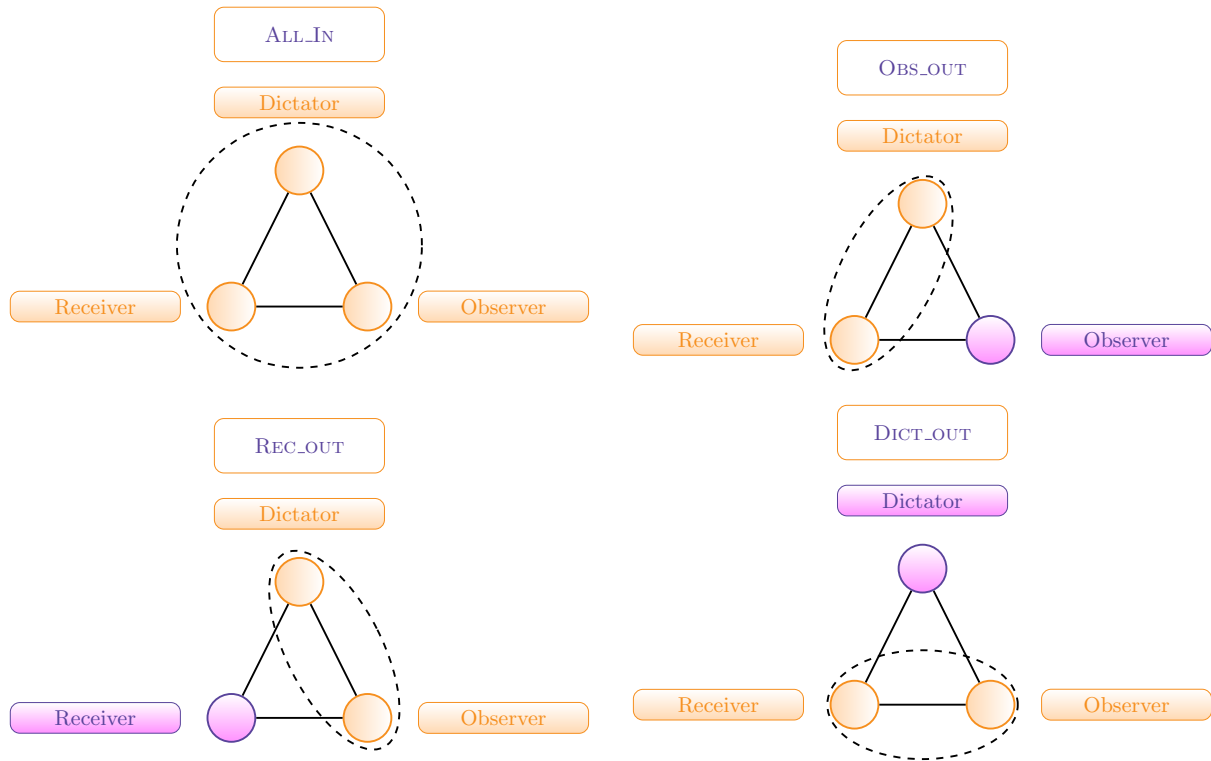 ALL_IN
Dictator
Receiver
Observer
OBS_OUT
Dictator
Receiver
Observer
REC_OUT
Dictator
Receiver
Observer
DICT_OUT
Dictator
Receiver
Observer